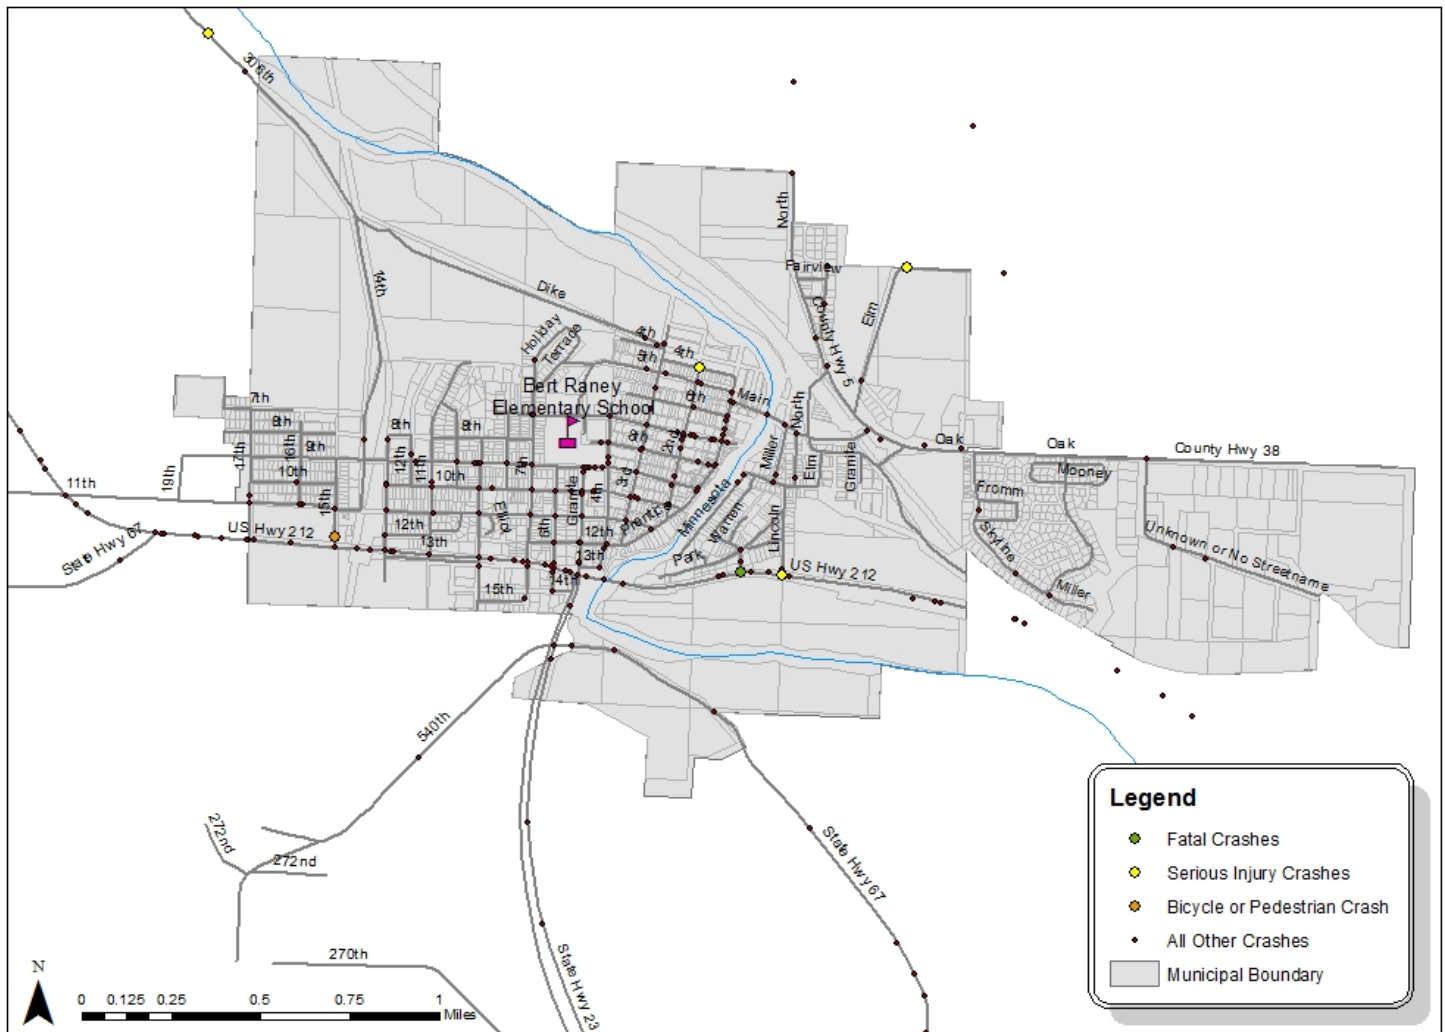 306th
North
Fairview
14th
Dike
Elm
County Hwy 5
Holiday
Terrace
4th
5th
4th
Bert Raney
Elementary School
6th
Main
North
7th
8th
8th
8th
8th
2nd
16th
9th
17th
10th
12th
11th
10th
7th
3rd
Miller
Elm
Granite
Oak
Oak
County Hwy 38
Mooney
Fromm
19th
11th
15th
Granite
4th
Prentice
Minnesota
Warren
Lincoln
Skyline
Unknown or No Streetname
State Hwy 67
US Hwy 212
12th
13th
Elliot
6th
12th
13th
Park
US Hwy 212
Miller
14th
15th
540th
272nd
272nd
State Hwy 67
270th
State Hwy 23
N
0 0.125 0.25 0.5 0.75 1
Miles
Legend
Fatal Crashes
Serious Injury Crashes
Bicycle or Pedestrian Crash
All Other Crashes
Municipal Boundary